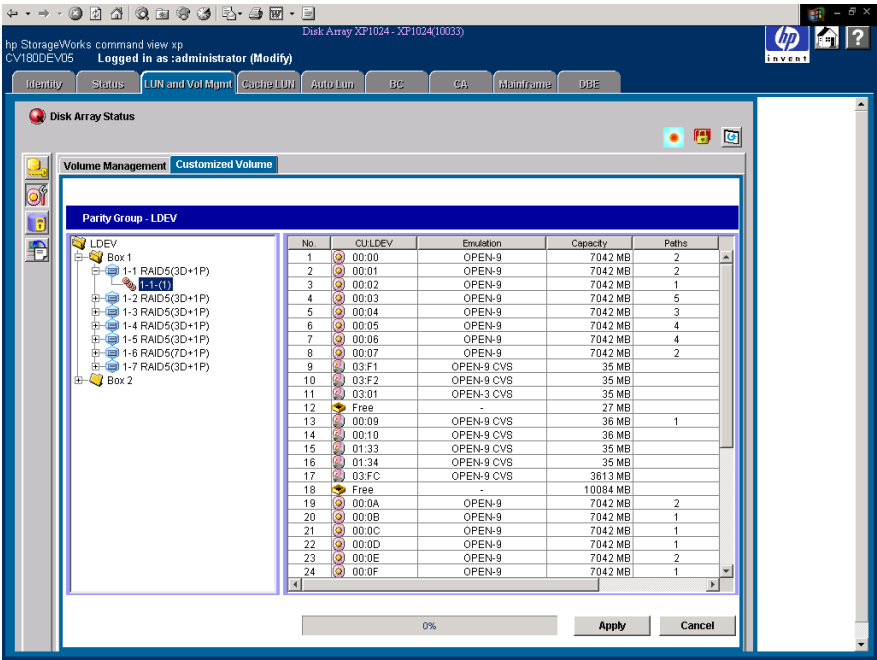 Disk Array XP1024 - XP1024(10033)
hp StorageWorks command view xp
CV180DEV05 Logged in as :administrator (Modify)
hp
invent
?
Identity Status LUN and Vol Mgmt Cache LUN Auto Lun BC CA Mainframe DBE
Disk Array Status
Volume Management Customized Volume
Parity Group - LDEV
LDEV
Box 1
1-1 RAID5(3D+1P)
1-1-(1)
1-2 RAID5(3D+1P)
1-3 RAID5(3D+1P)
1-4 RAID5(3D+1P)
1-5 RAID5(3D+1P)
1-6 RAID5(7D+1P)
1-7 RAID5(3D+1P)
Box 2
No. CU:LDEV Emulation Capacity Paths
1 00:00 OPEN-9 7042 MB 2
2 00:01 OPEN-9 7042 MB 2
3 00:02 OPEN-9 7042 MB 1
4 00:03 OPEN-9 7042 MB 5
5 00:04 OPEN-9 7042 MB 3
6 00:05 OPEN-9 7042 MB 4
7 00:06 OPEN-9 7042 MB 4
8 00:07 OPEN-9 7042 MB 2
9 03:F1 OPEN-9 CVS 35 MB
10 03:F2 OPEN-9 CVS 35 MB
11 03:01 OPEN-3 CVS 35 MB
12 Free - 27 MB
13 00:09 OPEN-9 CVS 36 MB 1
14 00:10 OPEN-9 CVS 36 MB
15 01:33 OPEN-9 CVS 35 MB
16 01:34 OPEN-9 CVS 35 MB
17 03:FC OPEN-9 CVS 3613 MB
18 Free - 10084 MB
19 00:0A OPEN-9 7042 MB 2
20 00:0B OPEN-9 7042 MB 1
21 00:0C OPEN-9 7042 MB 1
22 00:0D OPEN-9 7042 MB 1
23 00:0E OPEN-9 7042 MB 2
24 00:0F OPEN-9 7042 MB 1
0% Apply Cancel